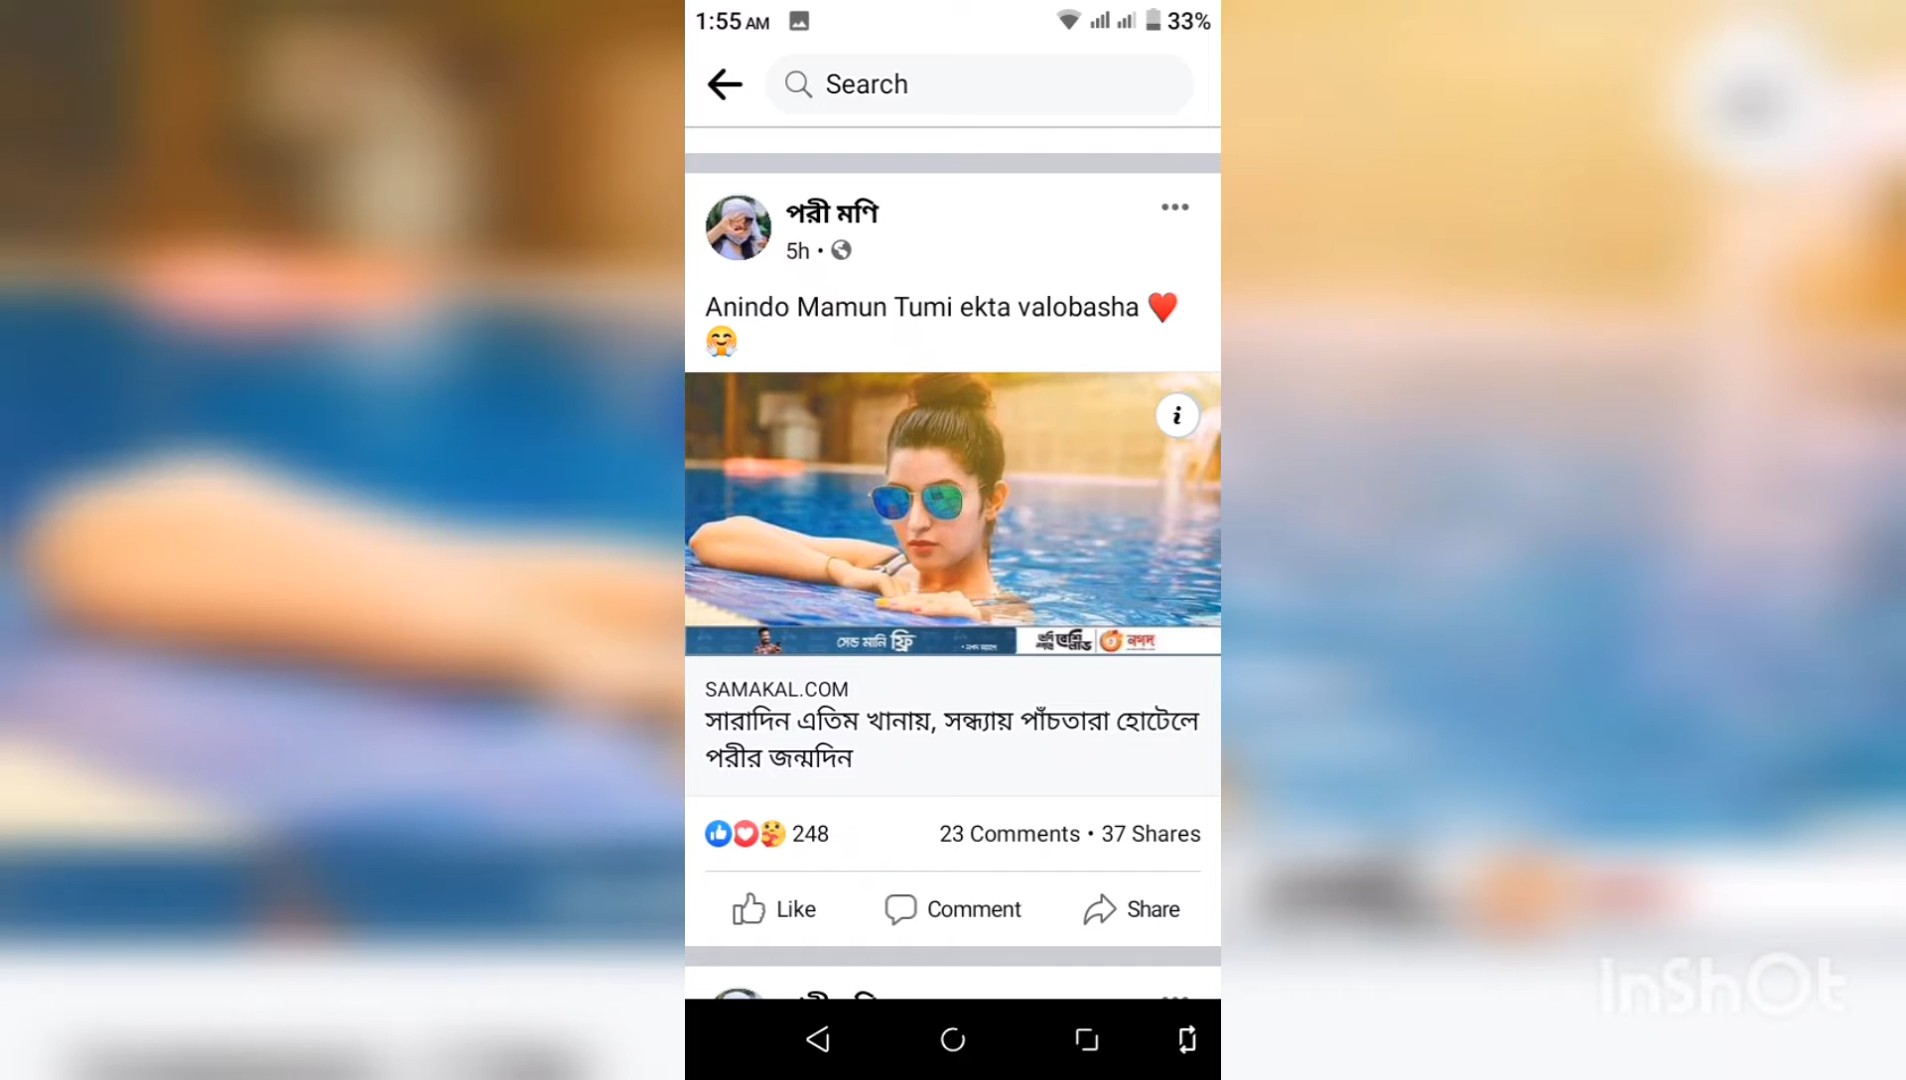 1:55 AM
33%
Search
পরী মণি
5h
Anindo Mamun Tumi ekta valobasha ❤️
🤗
i
সেন্ড মানি ফ্রি
নগদ
SAMAKAL.COM
সারাদিন এতিম খানায়, সন্ধ্যায় পাঁচতারা হোটেলে
পরীর জন্মদিন
248
23 Comments • 37 Shares
Like
Comment
Share
InShOt